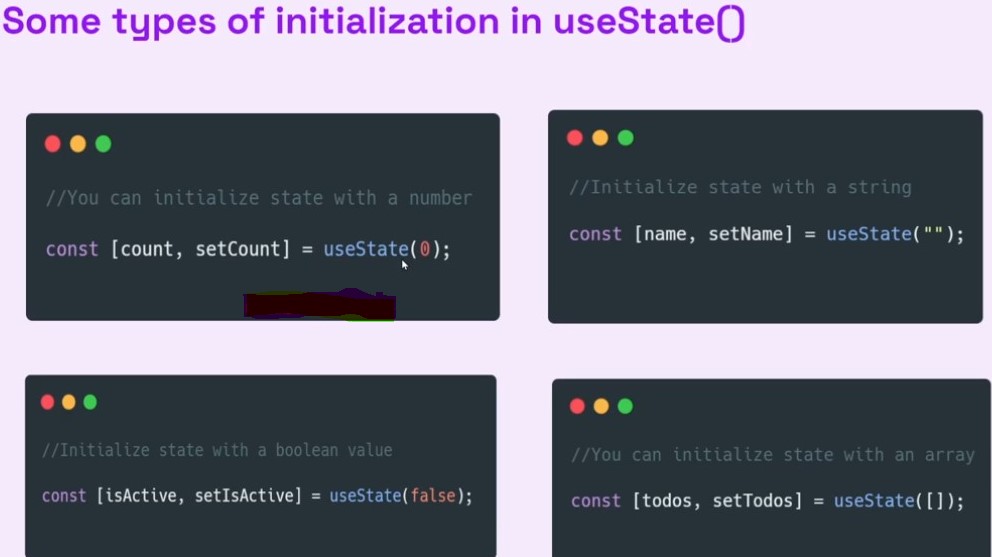 Some types of initialization in useState()
//You can initialize state with a number
const [count, setCount] = useState(0);
//Initialize state with a string
const [name, setName] = useState("");
//Initialize state with a boolean value
const [isActive, setIsActive] = useState(false);
//You can initialize state with an array
const [todos, setTodos] = useState([]);